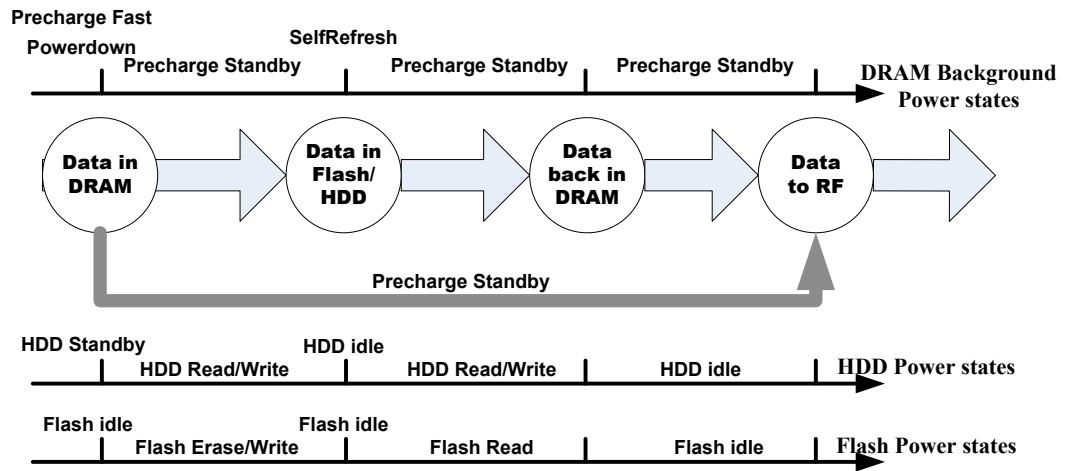 Precharge Fast
Powerdown
SelfRefresh
Precharge Standby
Precharge Standby
Precharge Standby
DRAM Background
Power states
Data in
DRAM
Data in
Flash/
HDD
Data
back in
DRAM
Data
to RF
Precharge Standby
HDD Standby
HDD idle
HDD Read/Write
HDD Read/Write
HDD idle
HDD Power states
Flash idle
Flash idle
Flash Erase/Write
Flash Read
Flash idle
Flash Power states